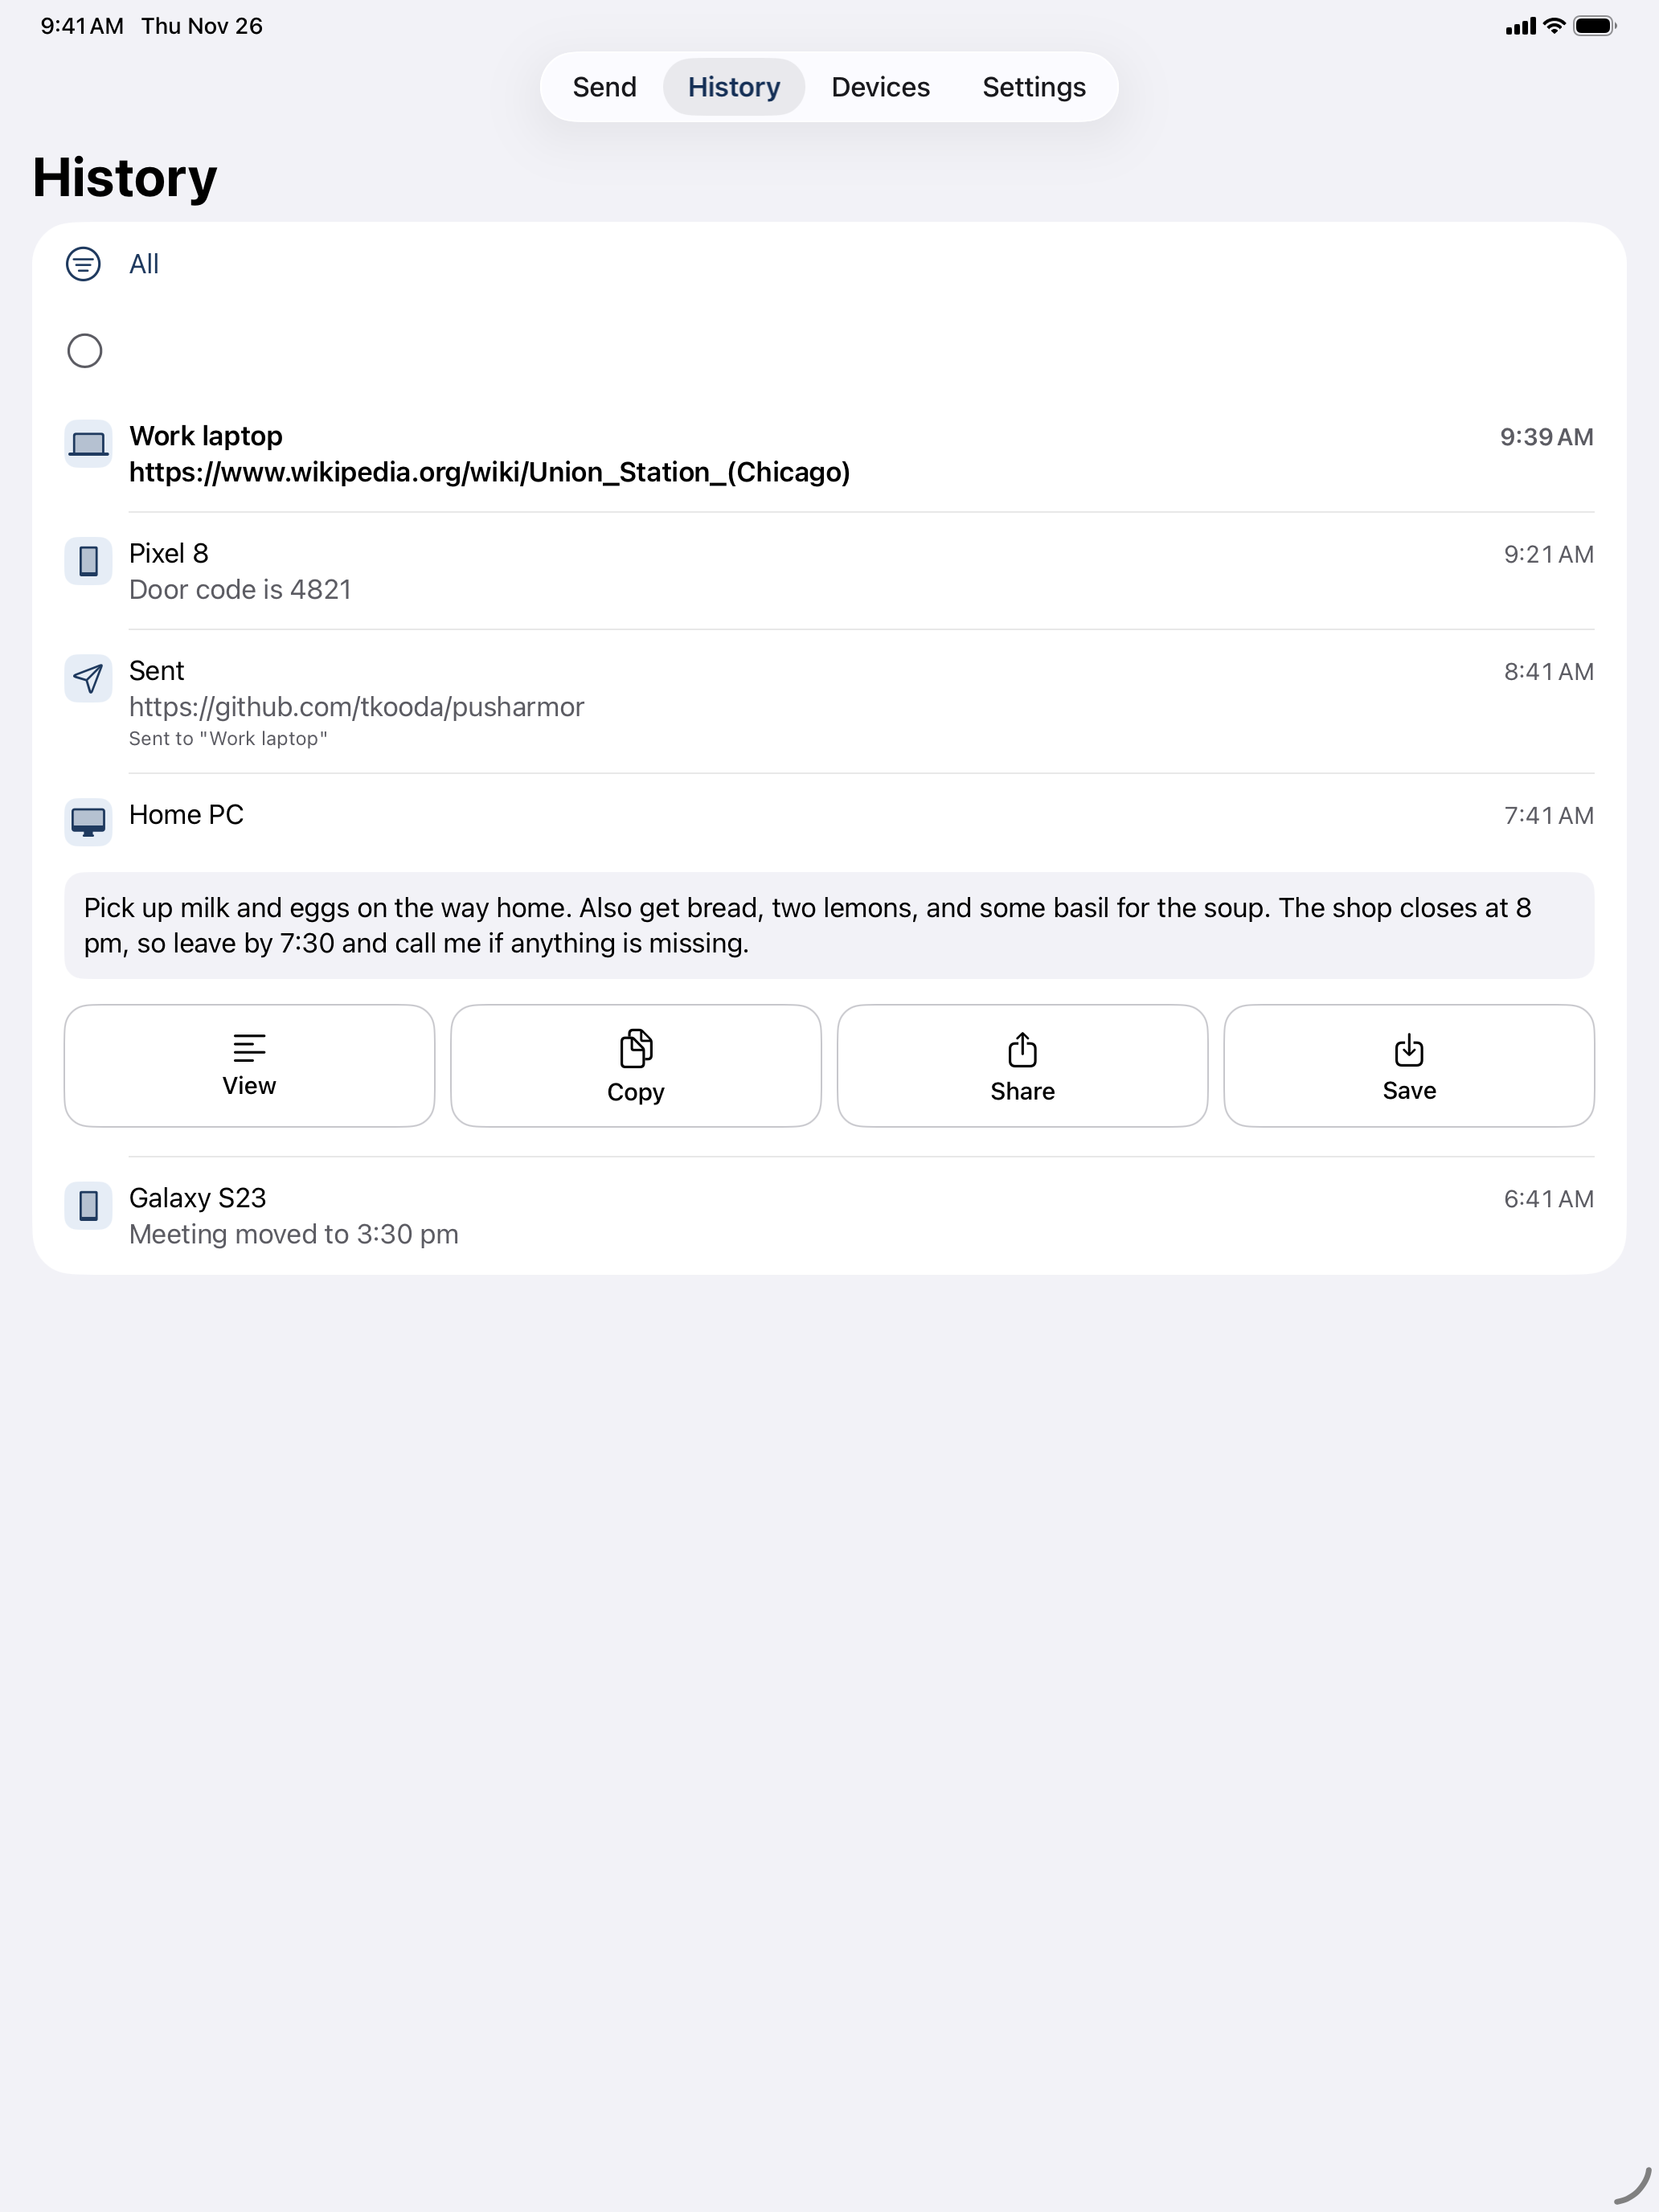 9:41 AM Thu Nov 26
Send History Devices Settings
History
All
Work laptop 9:39 AM
https://www.wikipedia.org/wiki/Union_Station_(Chicago)
Pixel 8 9:21 AM
Door code is 4821
Sent 8:41 AM
https://github.com/tkooda/pusharmor
Sent to "Work laptop"
Home PC 7:41 AM
Pick up milk and eggs on the way home. Also get bread, two lemons, and some basil for the soup. The shop closes at 8
pm, so leave by 7:30 and call me if anything is missing.
View Copy Share Save
Galaxy S23 6:41 AM
Meeting moved to 3:30 pm